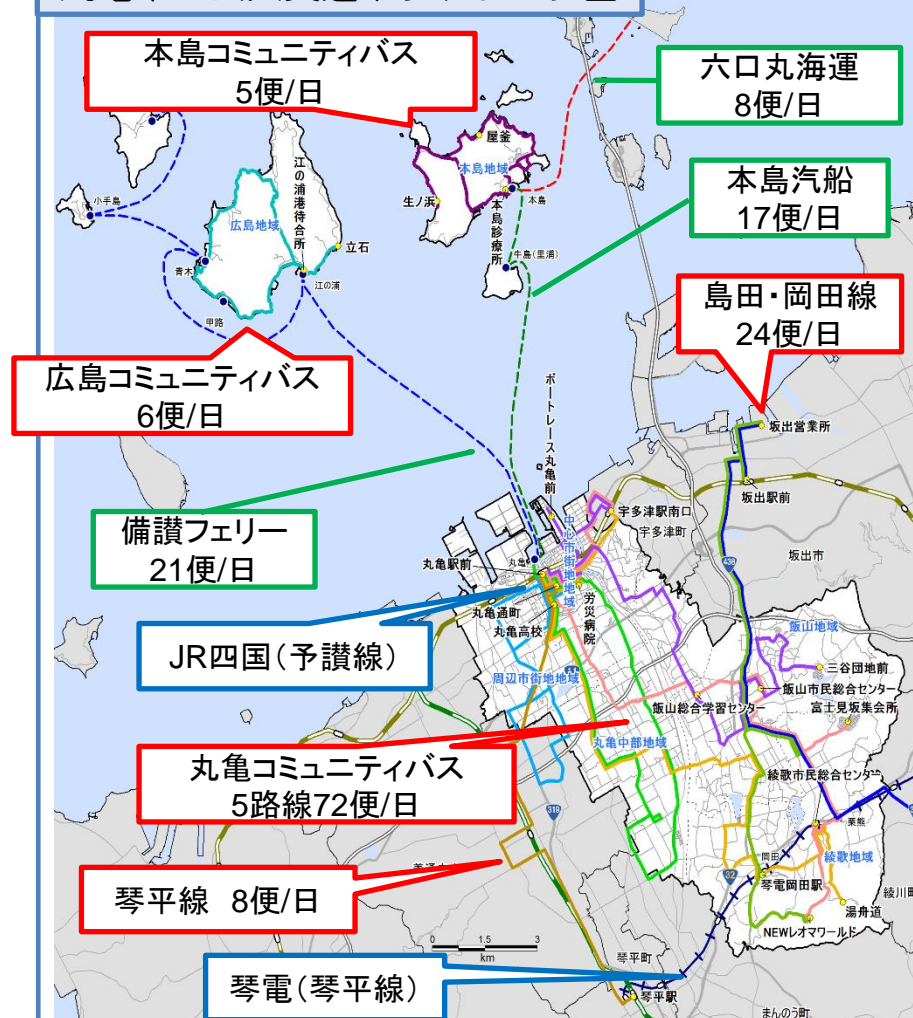 本島コミュニティバス
5便/日
六口丸海運
8便/日
屋釜
本島地域
江の浦港待合所
小手島
生ノ浜
本島
本島診療所
本島汽船
17便/日
広島地域
立石
青木
江の浦
牛島(里浦)
甲路
島田・岡田線
24便/日
広島コミュニティバス
6便/日
ボートレース丸亀前
坂出営業所
坂出駅前
宇多津駅南口
宇多津町
中心市街地地域
備讃フェリー
21便/日
438
坂出市
丸亀駅前
丸亀
丸亀通町
労災病院
丸亀高校
飯山地域
JR四国(予讃線)
11
周辺市街地地域
三谷団地前
飯山市民総合センター
飯山総合学習センター
富士見坂集会所
丸亀中部地域
丸亀コミュニティバス
5路線72便/日
綾歌市民総合センター
319
栗熊
岡田
綾歌地域
32
琴電岡田駅
綾川町
琴平線 8便/日
湯舟道
NEWレオマワールド
0 1.5 3
km
琴平町
琴電(琴平線)
琴平駅
まんのう町